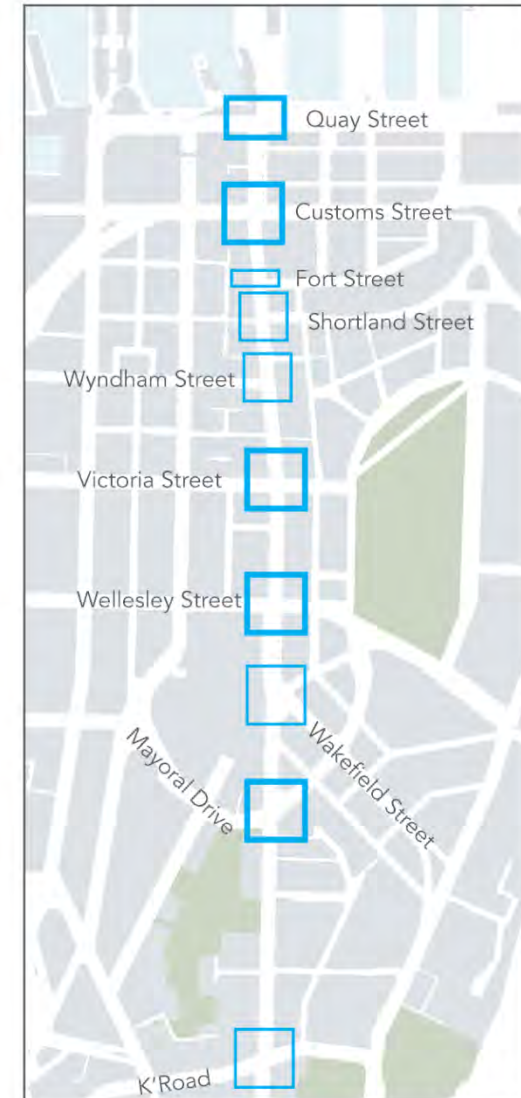 Quay Street
Customs Street
Fort Street
Shortland Street
Wyndham Street
Victoria Street
Wellesley Street
Wakefield Street
Mayoral Drive
K'Road